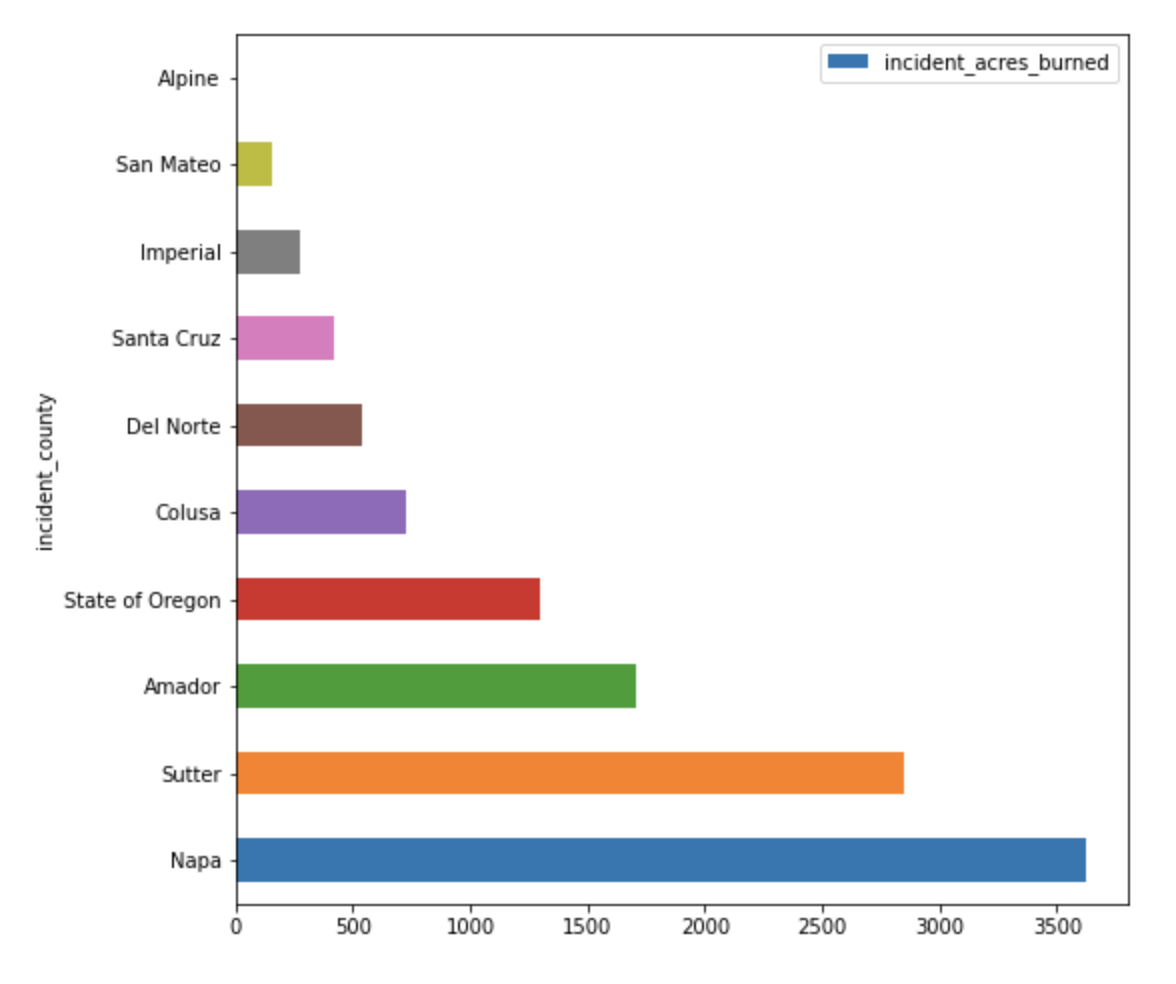 incident_acres_burned
Alpine
San Mateo
Imperial
Santa Cruz
Del Norte
Colusa
State of Oregon
Amador
Sutter
Napa
incident_county
0 500 1000 1500 2000 2500 3000 3500